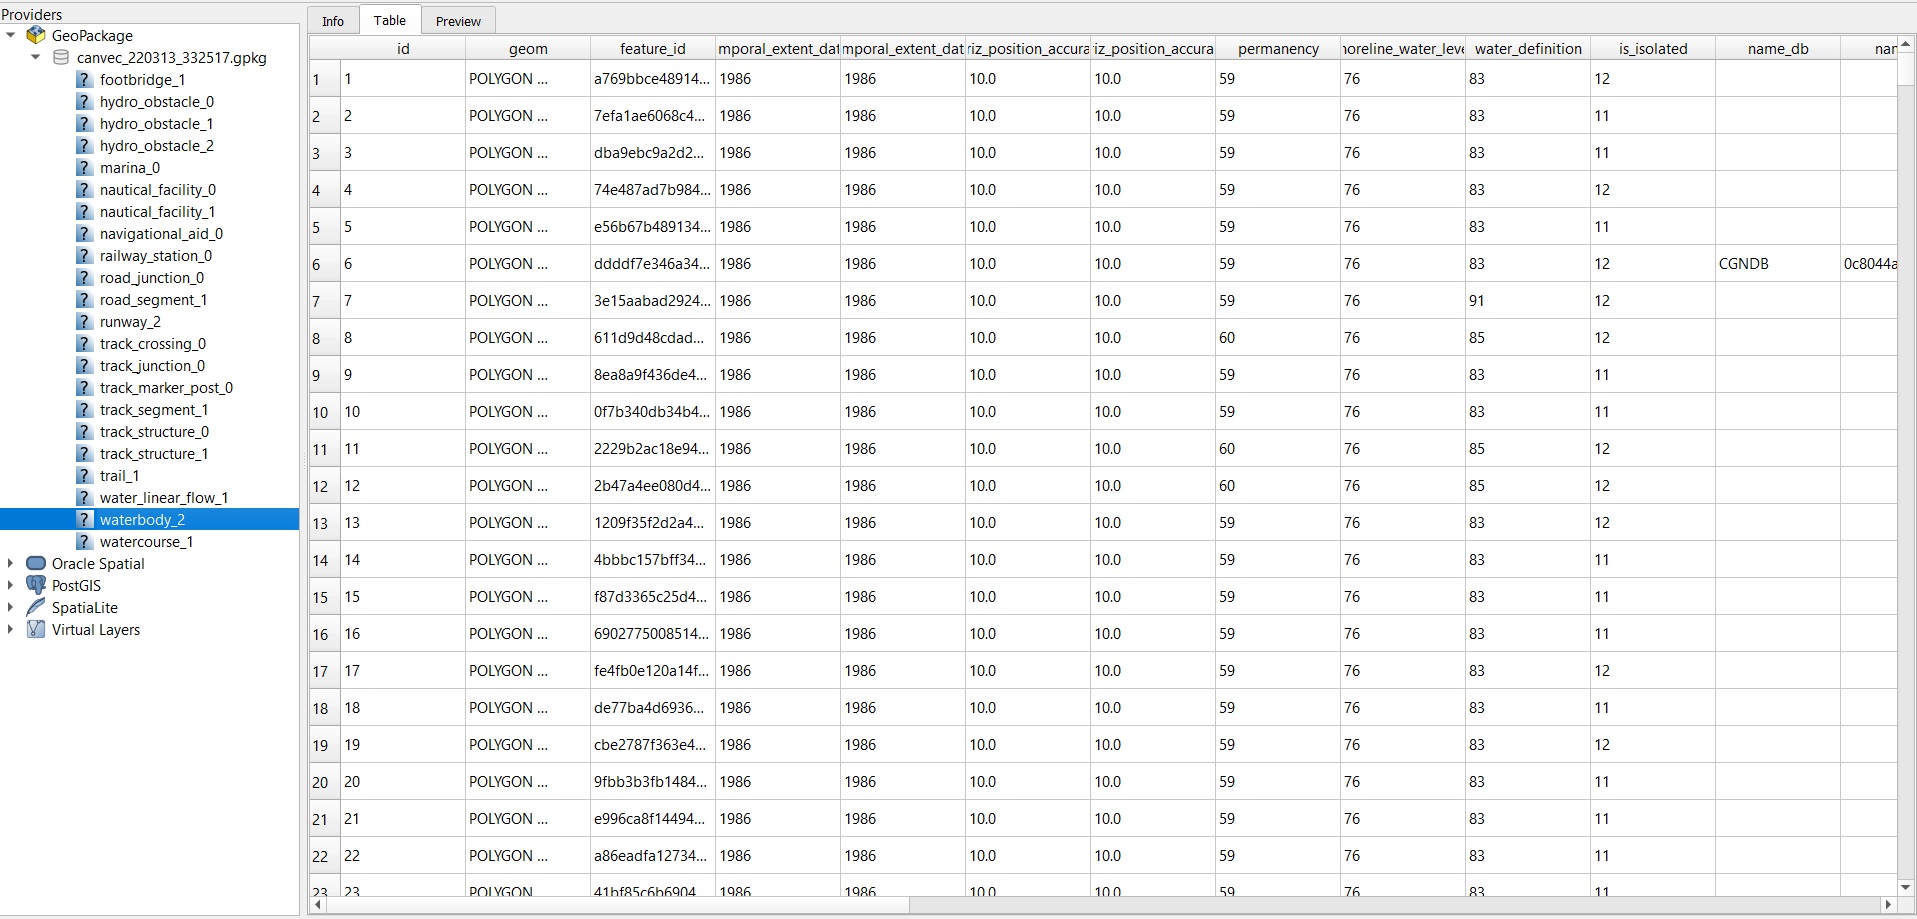 Providers
GeoPackage
canvec_220313_332517.gpkg
footbridge_1
hydro_obstacle_0
hydro_obstacle_1
hydro_obstacle_2
marina_0
nautical_facility_0
nautical_facility_1
navigational_aid_0
railway_station_0
road_junction_0
road_segment_1
runway_2
track_crossing_0
track_junction_0
track_marker_post_0
track_segment_1
track_structure_0
track_structure_1
trail_1
water_linear_flow_1
waterbody_2
watercourse_1
Oracle Spatial
PostGIS
SpatiaLite
Virtual Layers
Info Table Preview
id geom feature_id mporal_extent_dat mporal_extent_dat riz_position_accura riz_position_accura permanency noreline_water_leve water_definition is_isolated name_db nan
1 1 POLYGON ... a769bbce48914... 1986 1986 10.0 10.0 59 76 83 12
2 2 POLYGON ... 7efa1ae6068c4... 1986 1986 10.0 10.0 59 76 83 11
3 3 POLYGON ... dba9ebc9a2d2... 1986 1986 10.0 10.0 59 76 83 11
4 4 POLYGON ... 74e487ad7b984... 1986 1986 10.0 10.0 59 76 83 12
5 5 POLYGON ... e56b67b489134... 1986 1986 10.0 10.0 59 76 83 11
6 6 POLYGON ... ddddf7e346a34... 1986 1986 10.0 10.0 59 76 83 12 CGNDB 0c8044a
7 7 POLYGON ... 3e15aabad2924... 1986 1986 10.0 10.0 59 76 91 12
8 8 POLYGON ... 611d9d48cdad... 1986 1986 10.0 10.0 60 76 85 12
9 9 POLYGON ... 8ea8a9f436de4... 1986 1986 10.0 10.0 59 76 83 11
10 10 POLYGON ... 0f7b340db34b4... 1986 1986 10.0 10.0 59 76 83 11
11 11 POLYGON ... 2229b2ac18e94... 1986 1986 10.0 10.0 60 76 85 12
12 12 POLYGON ... 2b47a4ee080d4... 1986 1986 10.0 10.0 60 76 85 12
13 13 POLYGON ... 1209f35f2d2a4... 1986 1986 10.0 10.0 59 76 83 12
14 14 POLYGON ... 4bbbc157bff34... 1986 1986 10.0 10.0 59 76 83 11
15 15 POLYGON ... f87d3365c25d4... 1986 1986 10.0 10.0 59 76 83 11
16 16 POLYGON ... 6902775008514... 1986 1986 10.0 10.0 59 76 83 11
17 17 POLYGON ... fe4fb0e120a14f... 1986 1986 10.0 10.0 59 76 83 12
18 18 POLYGON ... de77ba4d6936... 1986 1986 10.0 10.0 59 76 83 11
19 19 POLYGON ... cbe2787f363e4... 1986 1986 10.0 10.0 59 76 83 12
20 20 POLYGON ... 9fbb3b3fb1484... 1986 1986 10.0 10.0 59 76 83 11
21 21 POLYGON ... e996ca8f14494... 1986 1986 10.0 10.0 59 76 83 11
22 22 POLYGON ... a86eadfa12734... 1986 1986 10.0 10.0 59 76 83 11
23 23 POLYGON 41bf85c6b6904 1986 1986 10.0 10.0 59 76 83 11